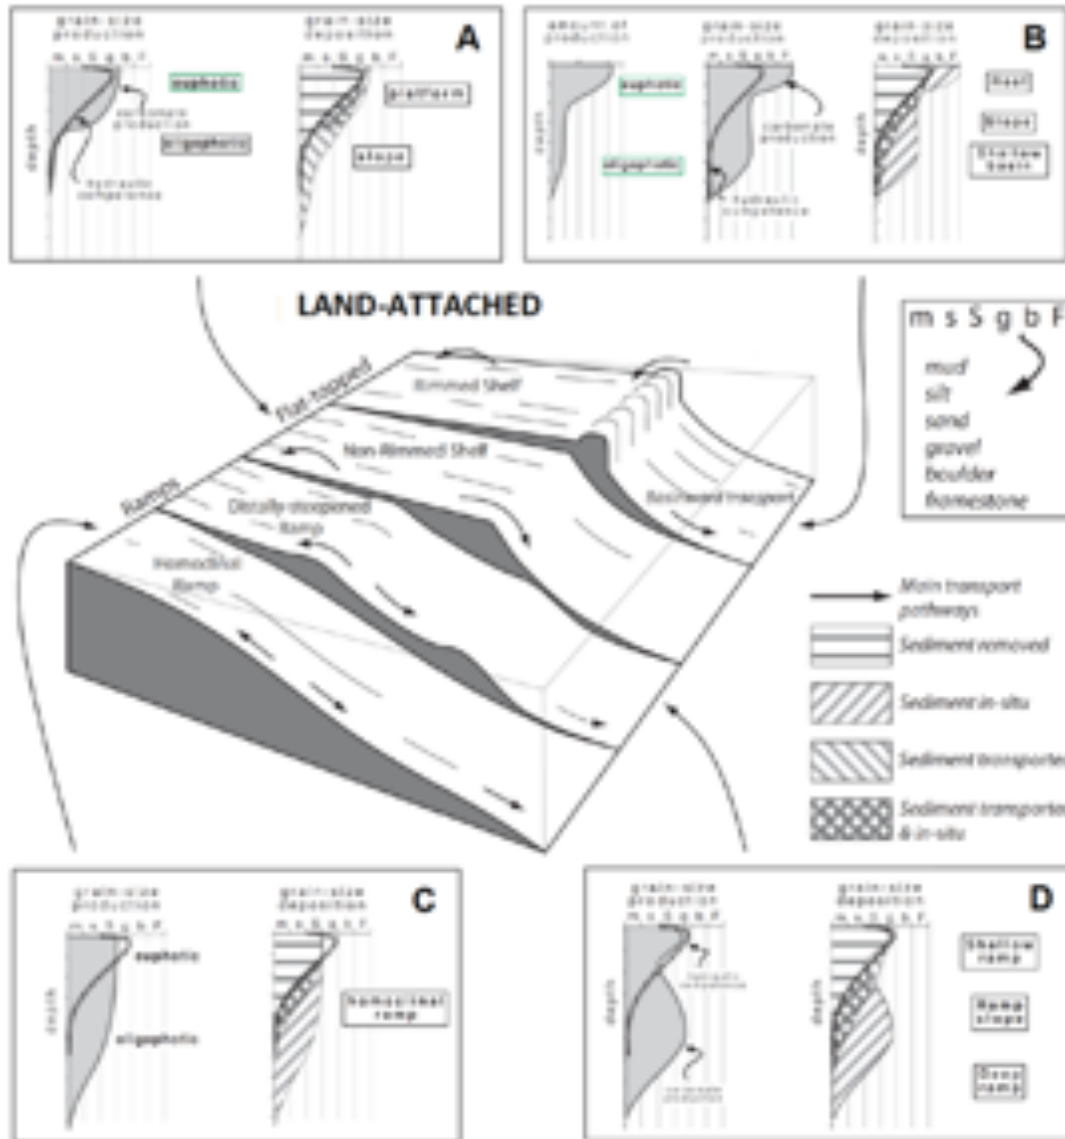 grain-size
production
m s S g b F
euphotic
carbonate
production
oligophotic
hydraulic
competence
depth
grain-size
deposition
m s S g b F
A
platform
slope
amount of
production
depth
euphotic
oligophotic
grain-size
production
m s S g b F
carbonate
production
hydraulic
competence
grain-size
deposition
m s S g b F
B
Reef
Slope
Shallow
basin
LAND-ATTACHED
Flat-topped
Rimmed Shelf
Non-Rimmed Shelf
Basinward transport
Ramps
Distally-steepened
Ramp
Homoclinal
Ramp
m s S g b F
mud
silt
sand
gravel
boulder
framestone
Main transport
pathways
Sediment removed
Sediment in-situ
Sediment transported
Sediment transported
& in-situ
grain-size
production
m s S g b F
euphotic
oligophotic
depth
grain-size
deposition
m s S g b F
C
homoclinal
ramp
grain-size
production
m s S g b F
hydraulic
competence
depth
carbonate
production
grain-size
deposition
m s S g b F
depth
D
Shallow
ramp
Ramp
slope
Deep
ramp